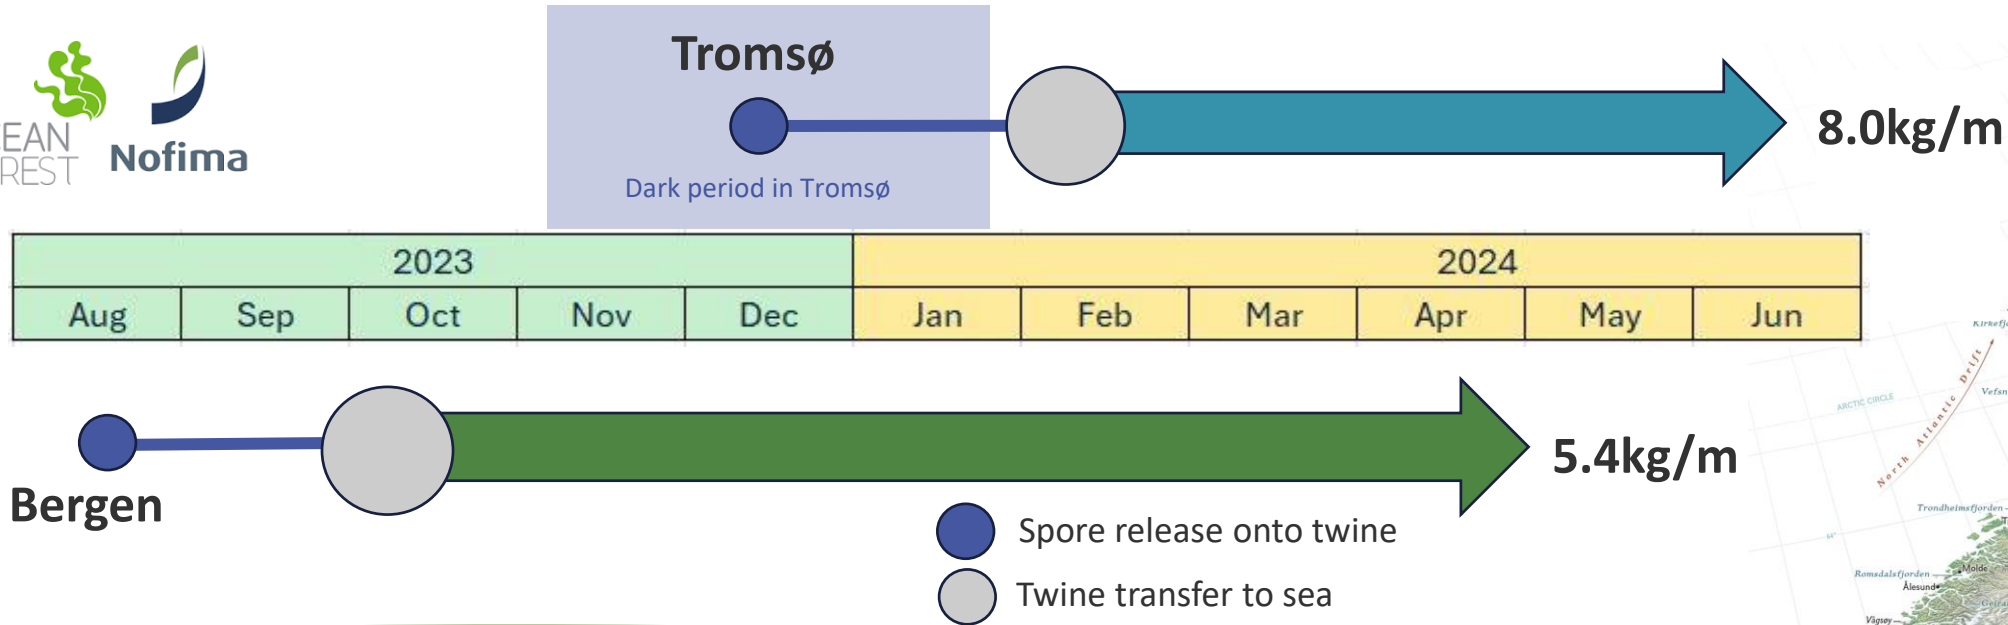 Tromsø
Nofima
Dark period in Tromsø
8.0kg/m
2023 2024
Aug Sep Oct Nov Dec Jan Feb Mar Apr May Jun
Bergen
5.4kg/m
Spore release onto twine
Twine transfer to sea
ARCTIC CIRCLE
North Atlantic Drift
Trondheimsfjorden
Romsdalsfjorden
Molde
Ålesund
Vågsøy